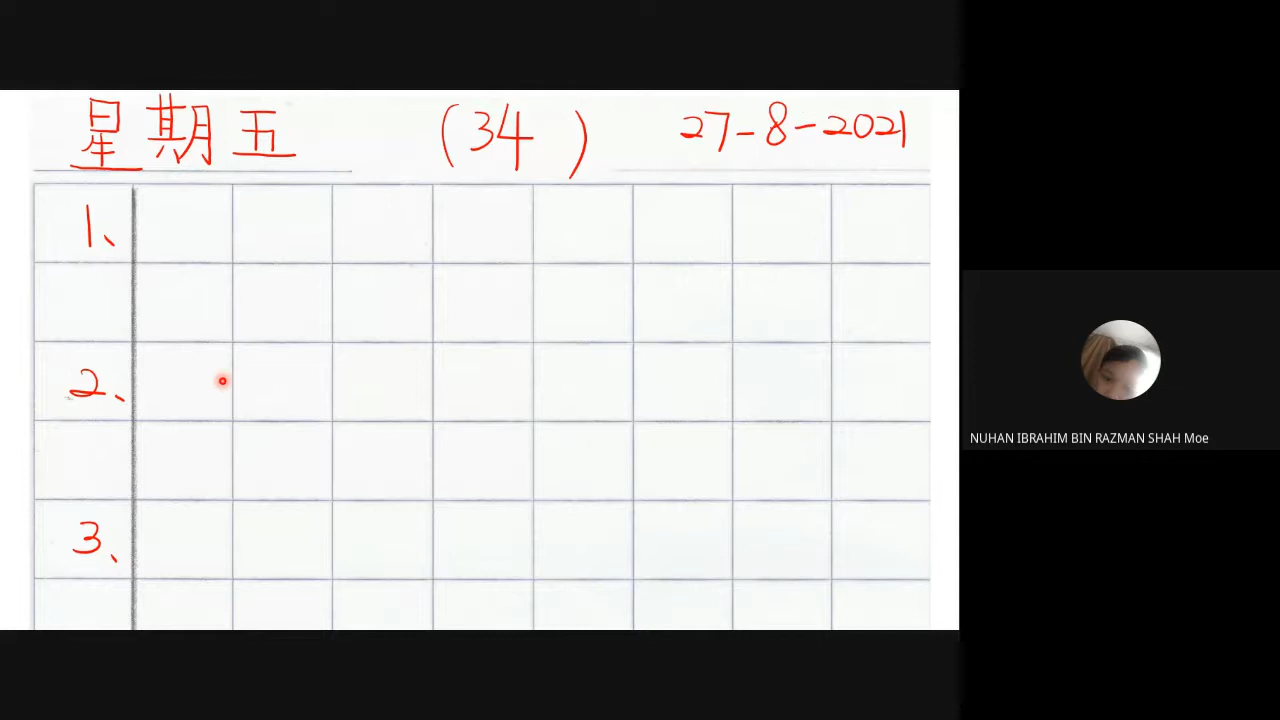 星期五 (34) 27-8-2021
1、
2、
3、
NUHAN IBRAHIM BIN RAZMAN SHAH Moe